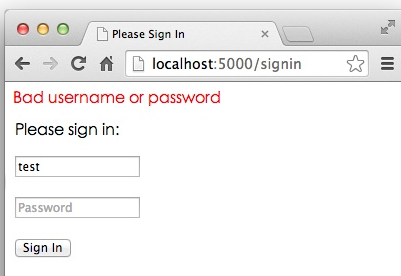 Please Sign In
localhost:5000/signin
Bad username or password
Please sign in:
test
Password
Sign In